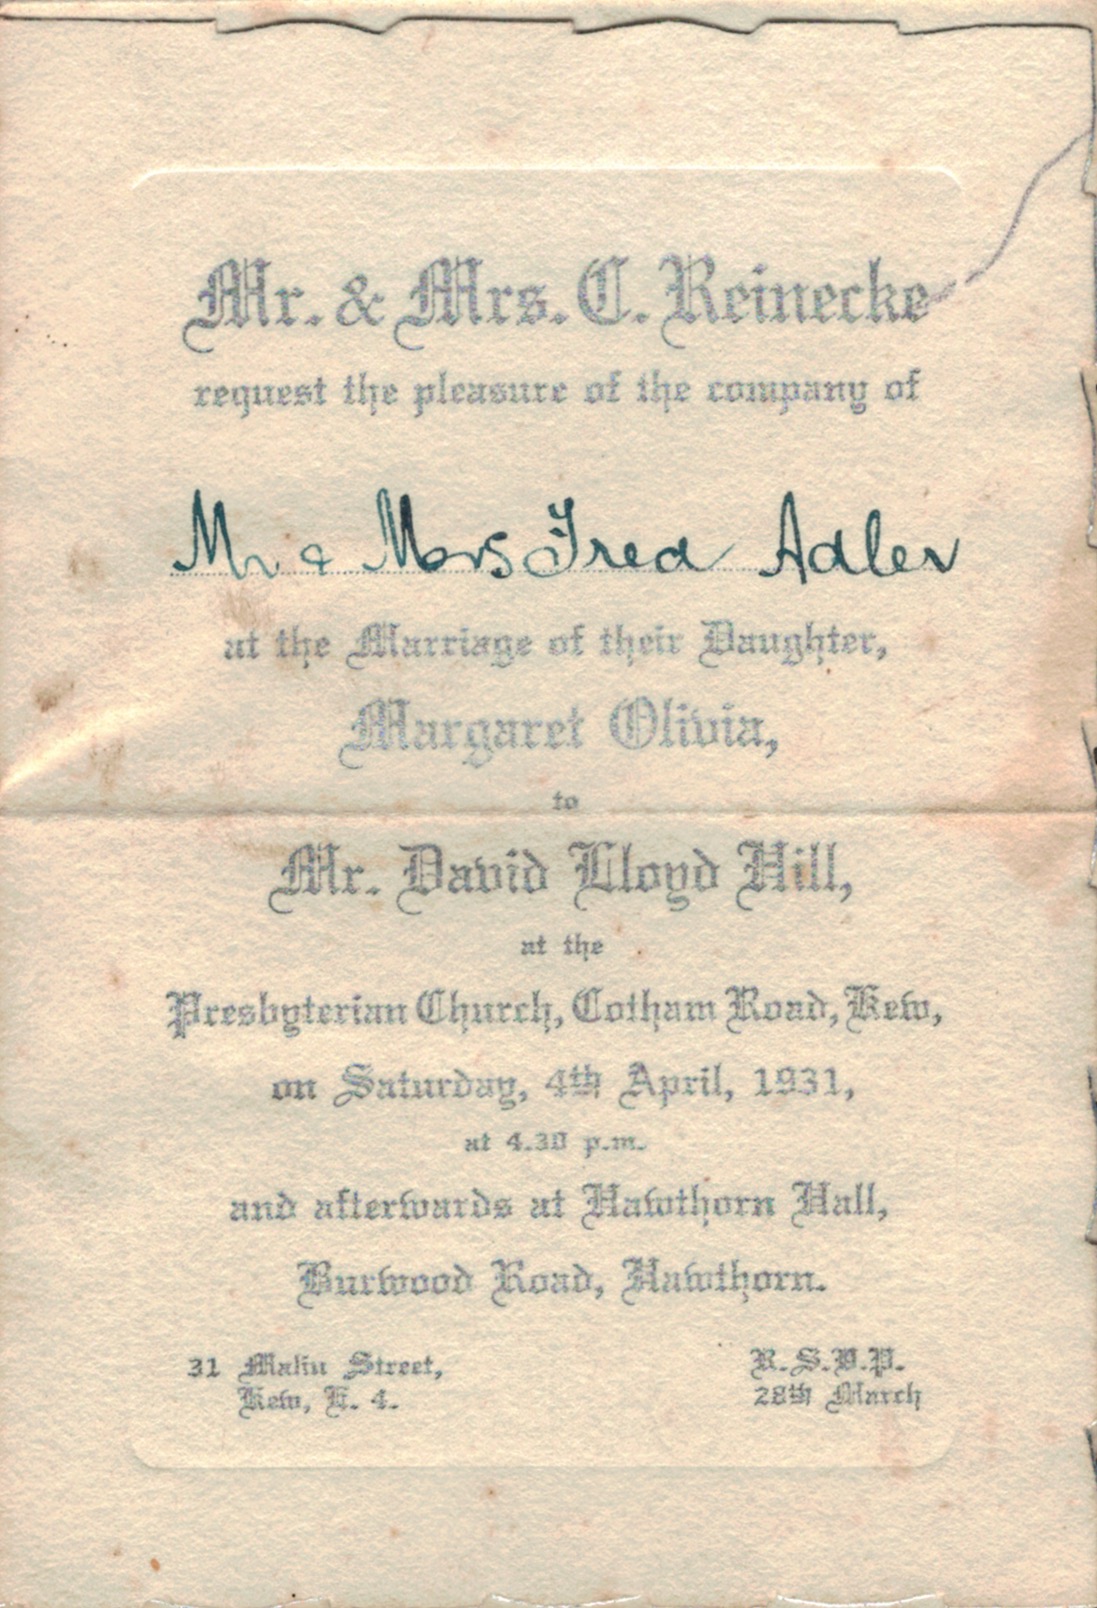 Mr. & Mrs. C. Reinecke
request the pleasure of the company of
Mr & Mrs Fred Adler
at the Marriage of their Daughter,
Margaret Olivia,
to
Mr. David Lloyd Hill,
at the
Presbyterian Church, Cotham Road, Kew,
on Saturday, 4th April, 1931,
at 4.30 p.m.
and afterwards at Hawthorn Hall,
Burwood Road, Hawthorn.
31 Malin Street,
Kew, E. 4.
R.S.V.P.
28th March